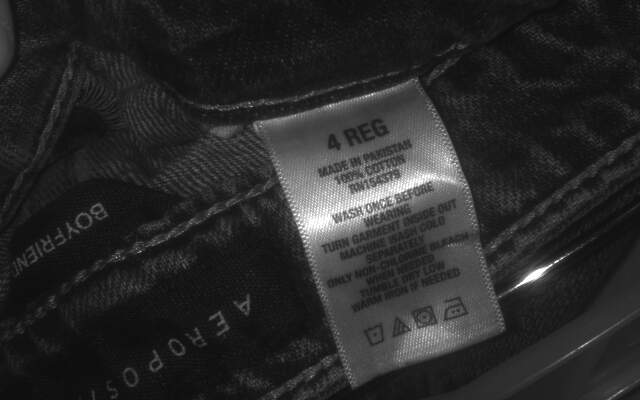 4 REG
MADE IN PAKISTAN
100% COTTON
WASH ONCE BEFORE
WEARING
TURN GARMENT INSIDE OUT
MACHINE WASH COLD
SEPARATELY
ONLY NON-CHLORINE BLEACH
WHEN NEEDED
TUMBLE DRY LOW
WARM IRON IF NEEDED
BOYFRIEN
AEROPOS